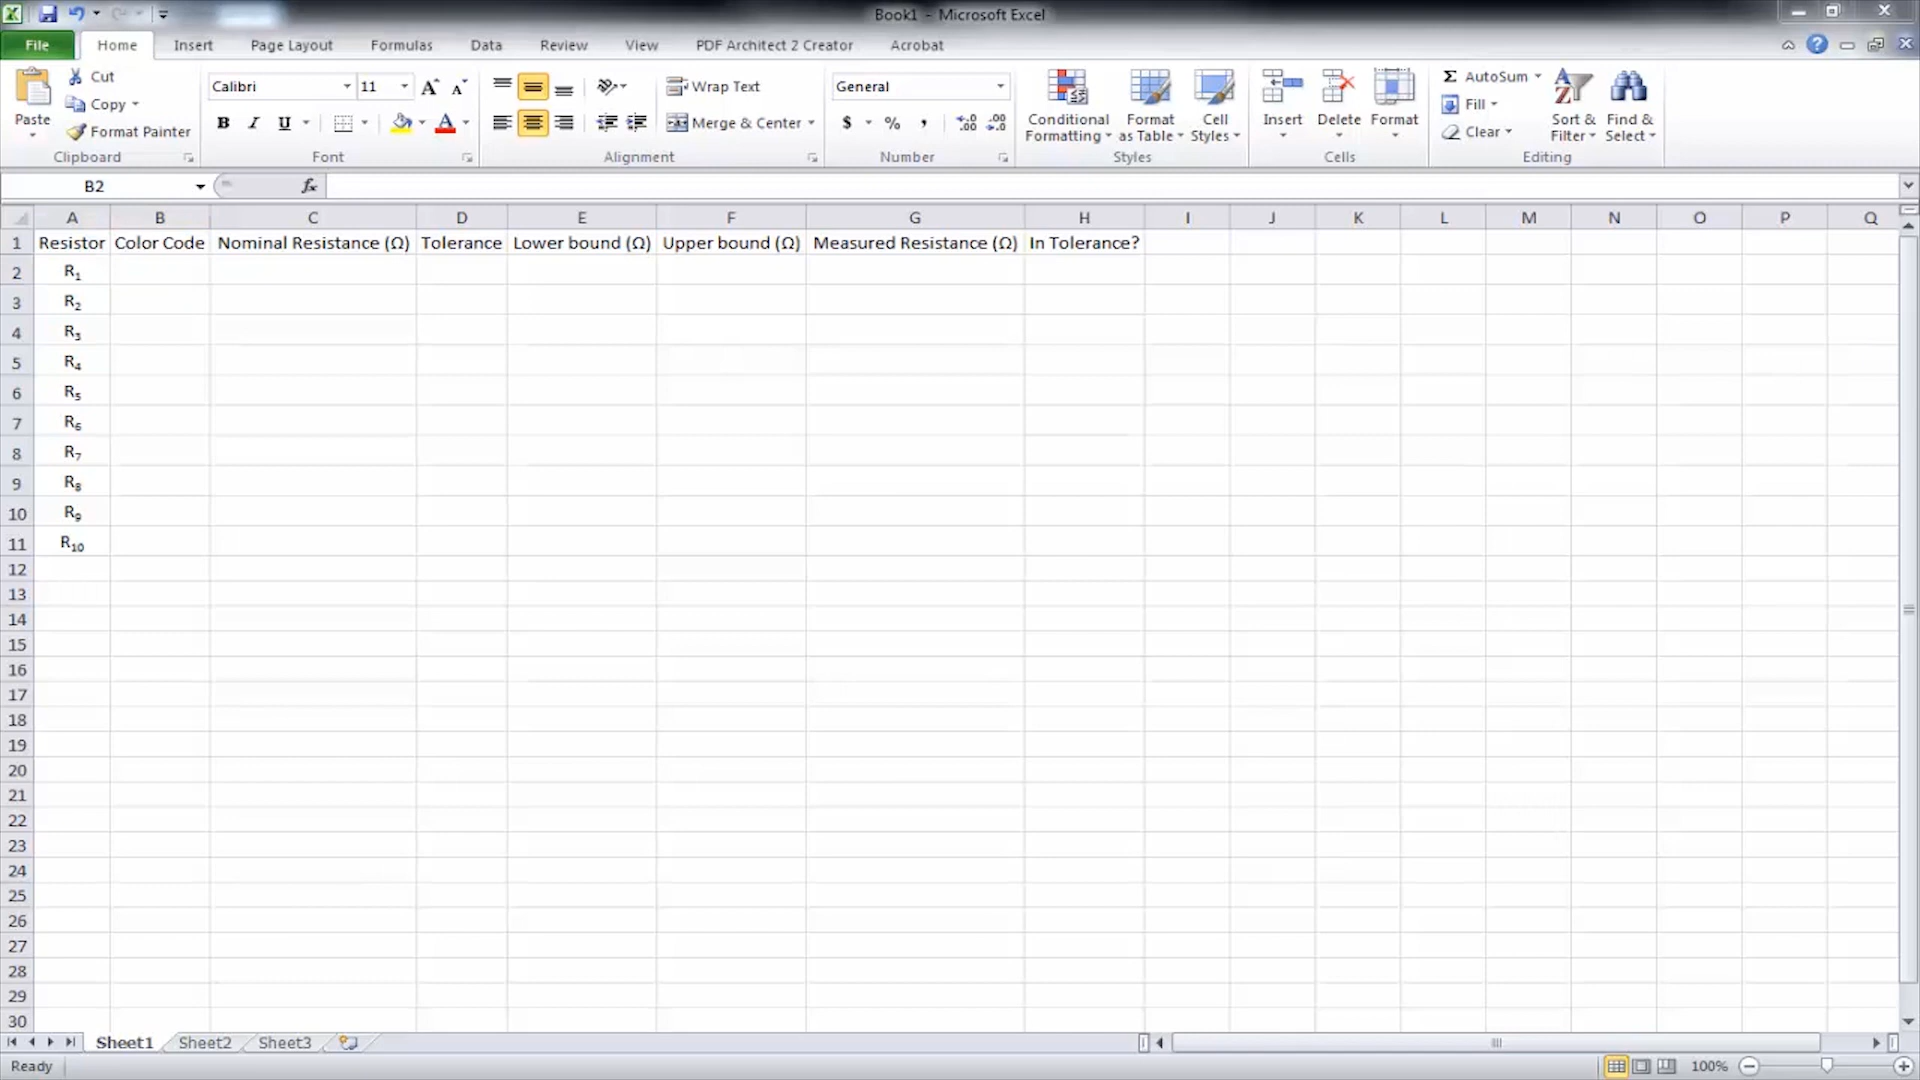 Book1 - Microsoft Excel
File Home Insert Page Layout Formulas Data Review View PDF Architect 2 Creator Acrobat
Paste
Cut
Copy
Format Painter
Clipboard
Calibri 11
B I U
Font
Wrap Text
Merge & Center
Alignment
General
$ % ,
Number
Conditional Formatting
Format as Table
Cell Styles
Styles
Insert Delete Format
Cells
Σ AutoSum
Fill
Clear
Sort & Filter
Find & Select
Editing
B2 fx
A B C D E F G H I J K L M N O P Q
1 Resistor Color Code Nominal Resistance (Ω) Tolerance Lower bound (Ω) Upper bound (Ω) Measured Resistance (Ω) In Tolerance?
2 R₁
3 R₂
4 R₃
5 R₄
6 R₅
7 R₆
8 R₇
9 R₈
10 R₉
11 R₁₀
12
13
14
15
16
17
18
19
20
21
22
23
24
25
26
27
28
29
30
Sheet1 Sheet2 Sheet3
Ready 100%